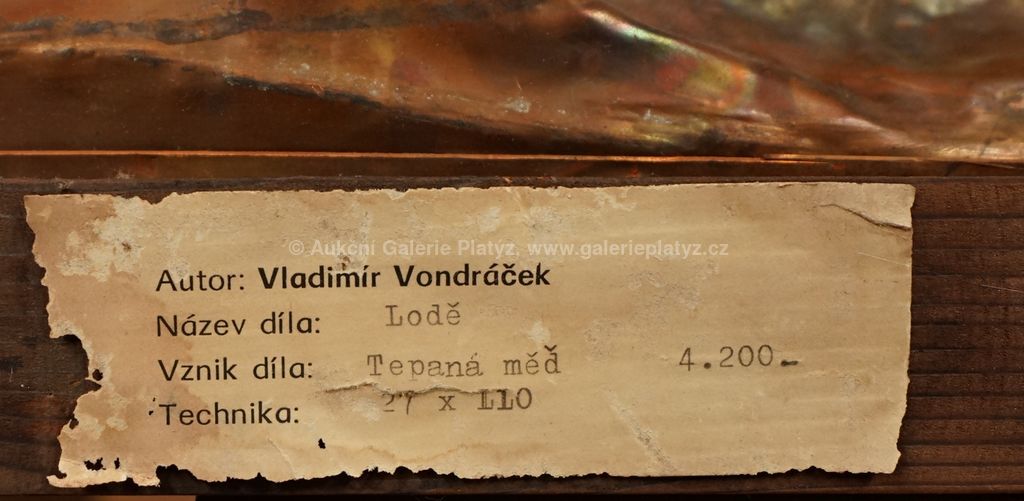 © Aukční Galerie Platýz, www.galerieplatyz.cz
Autor: Vladimír Vondráček
Název díla: Lodě
Vznik díla: Tepaná měď 4.200.-
Technika: 27 x 110